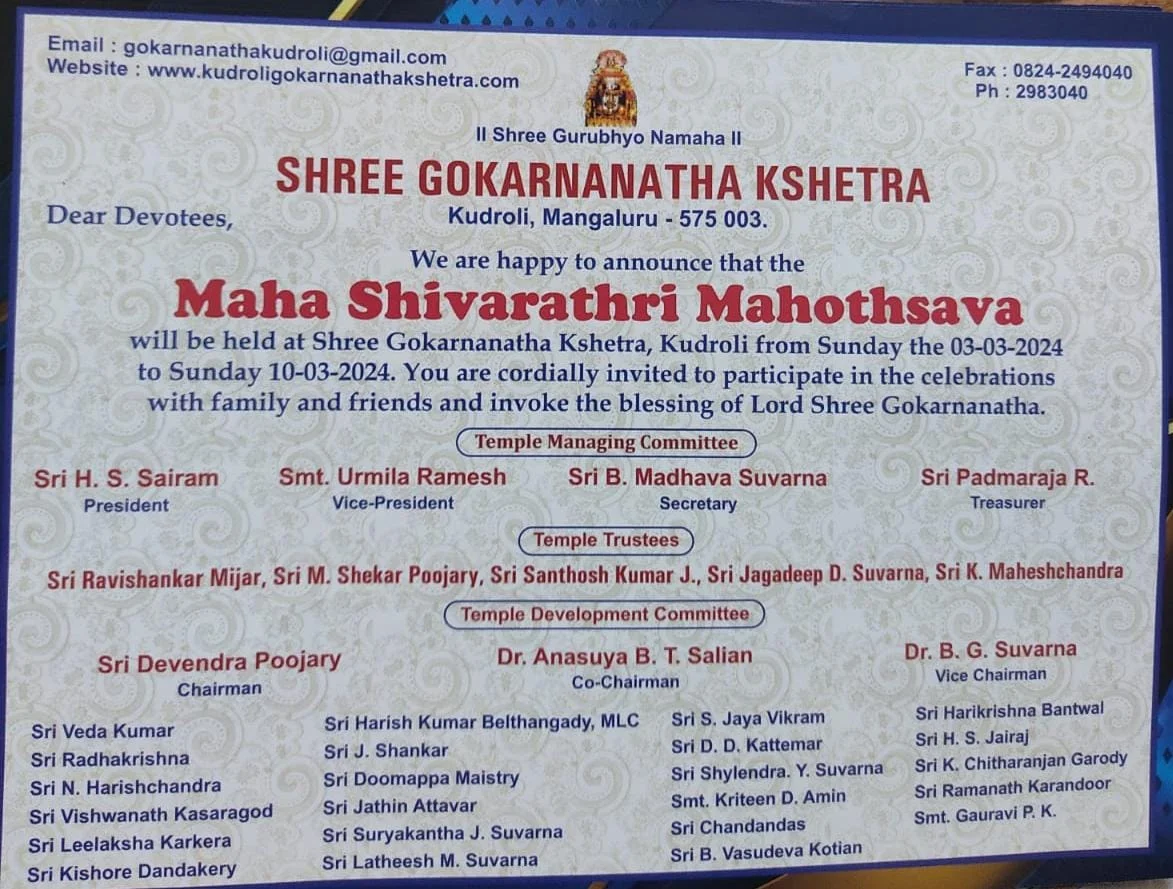 Email : gokarnanathakudroli@gmail.com
Website : www.kudroligokarnanathakshetra.com
Fax : 0824-2494040
Ph : 2983040
II Shree Gurubhyo Namaha II
SHREE GOKARNANATHA KSHETRA
Kudroli, Mangaluru - 575 003.
Dear Devotees,
We are happy to announce that the
Maha Shivarathri Mahothsava
will be held at Shree Gokarnanatha Kshetra, Kudroli from Sunday the 03-03-2024
to Sunday 10-03-2024. You are cordially invited to participate in the celebrations
with family and friends and invoke the blessing of Lord Shree Gokarnanatha.
Temple Managing Committee
Sri H. S. Sairam Smt. Urmila Ramesh Sri B. Madhava Suvarna Sri Padmaraja R.
President Vice-President Secretary Treasurer
Temple Trustees
Sri Ravishankar Mijar, Sri M. Shekar Poojary, Sri Santhosh Kumar J., Sri Jagadeep D. Suvarna, Sri K. Maheshchandra
Temple Development Committee
Sri Devendra Poojary Dr. Anasuya B. T. Salian Dr. B. G. Suvarna
Chairman Co-Chairman Vice Chairman
Sri Veda Kumar
Sri Radhakrishna
Sri N. Harishchandra
Sri Vishwanath Kasaragod
Sri Leelaksha Karkera
Sri Kishore Dandakery
Sri Harish Kumar Belthangady, MLC
Sri J. Shankar
Sri Doomappa Maistry
Sri Jathin Attavar
Sri Suryakantha J. Suvarna
Sri Latheesh M. Suvarna
Sri S. Jaya Vikram
Sri D. D. Kattemar
Sri Shylendra. Y. Suvarna
Smt. Kriteen D. Amin
Sri Chandandas
Sri B. Vasudeva Kotian
Sri Harikrishna Bantwal
Sri H. S. Jairaj
Sri K. Chitharanjan Garody
Sri Ramanath Karandoor
Smt. Gauravi P. K.